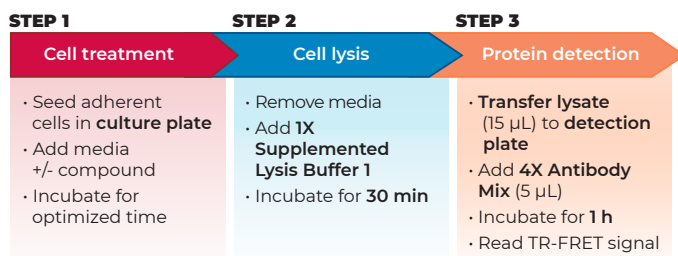 STEP 1
Cell treatment
· Seed adherent
cells in culture plate
· Add media
+/- compound
· Incubate for
optimized time
STEP 2
Cell lysis
· Remove media
· Add 1X
Supplemented
Lysis Buffer 1
· Incubate for 30 min
STEP 3
Protein detection
· Transfer lysate
(15 µL) to detection
plate
· Add 4X Antibody
Mix (5 µL)
· Incubate for 1 h
· Read TR-FRET signal